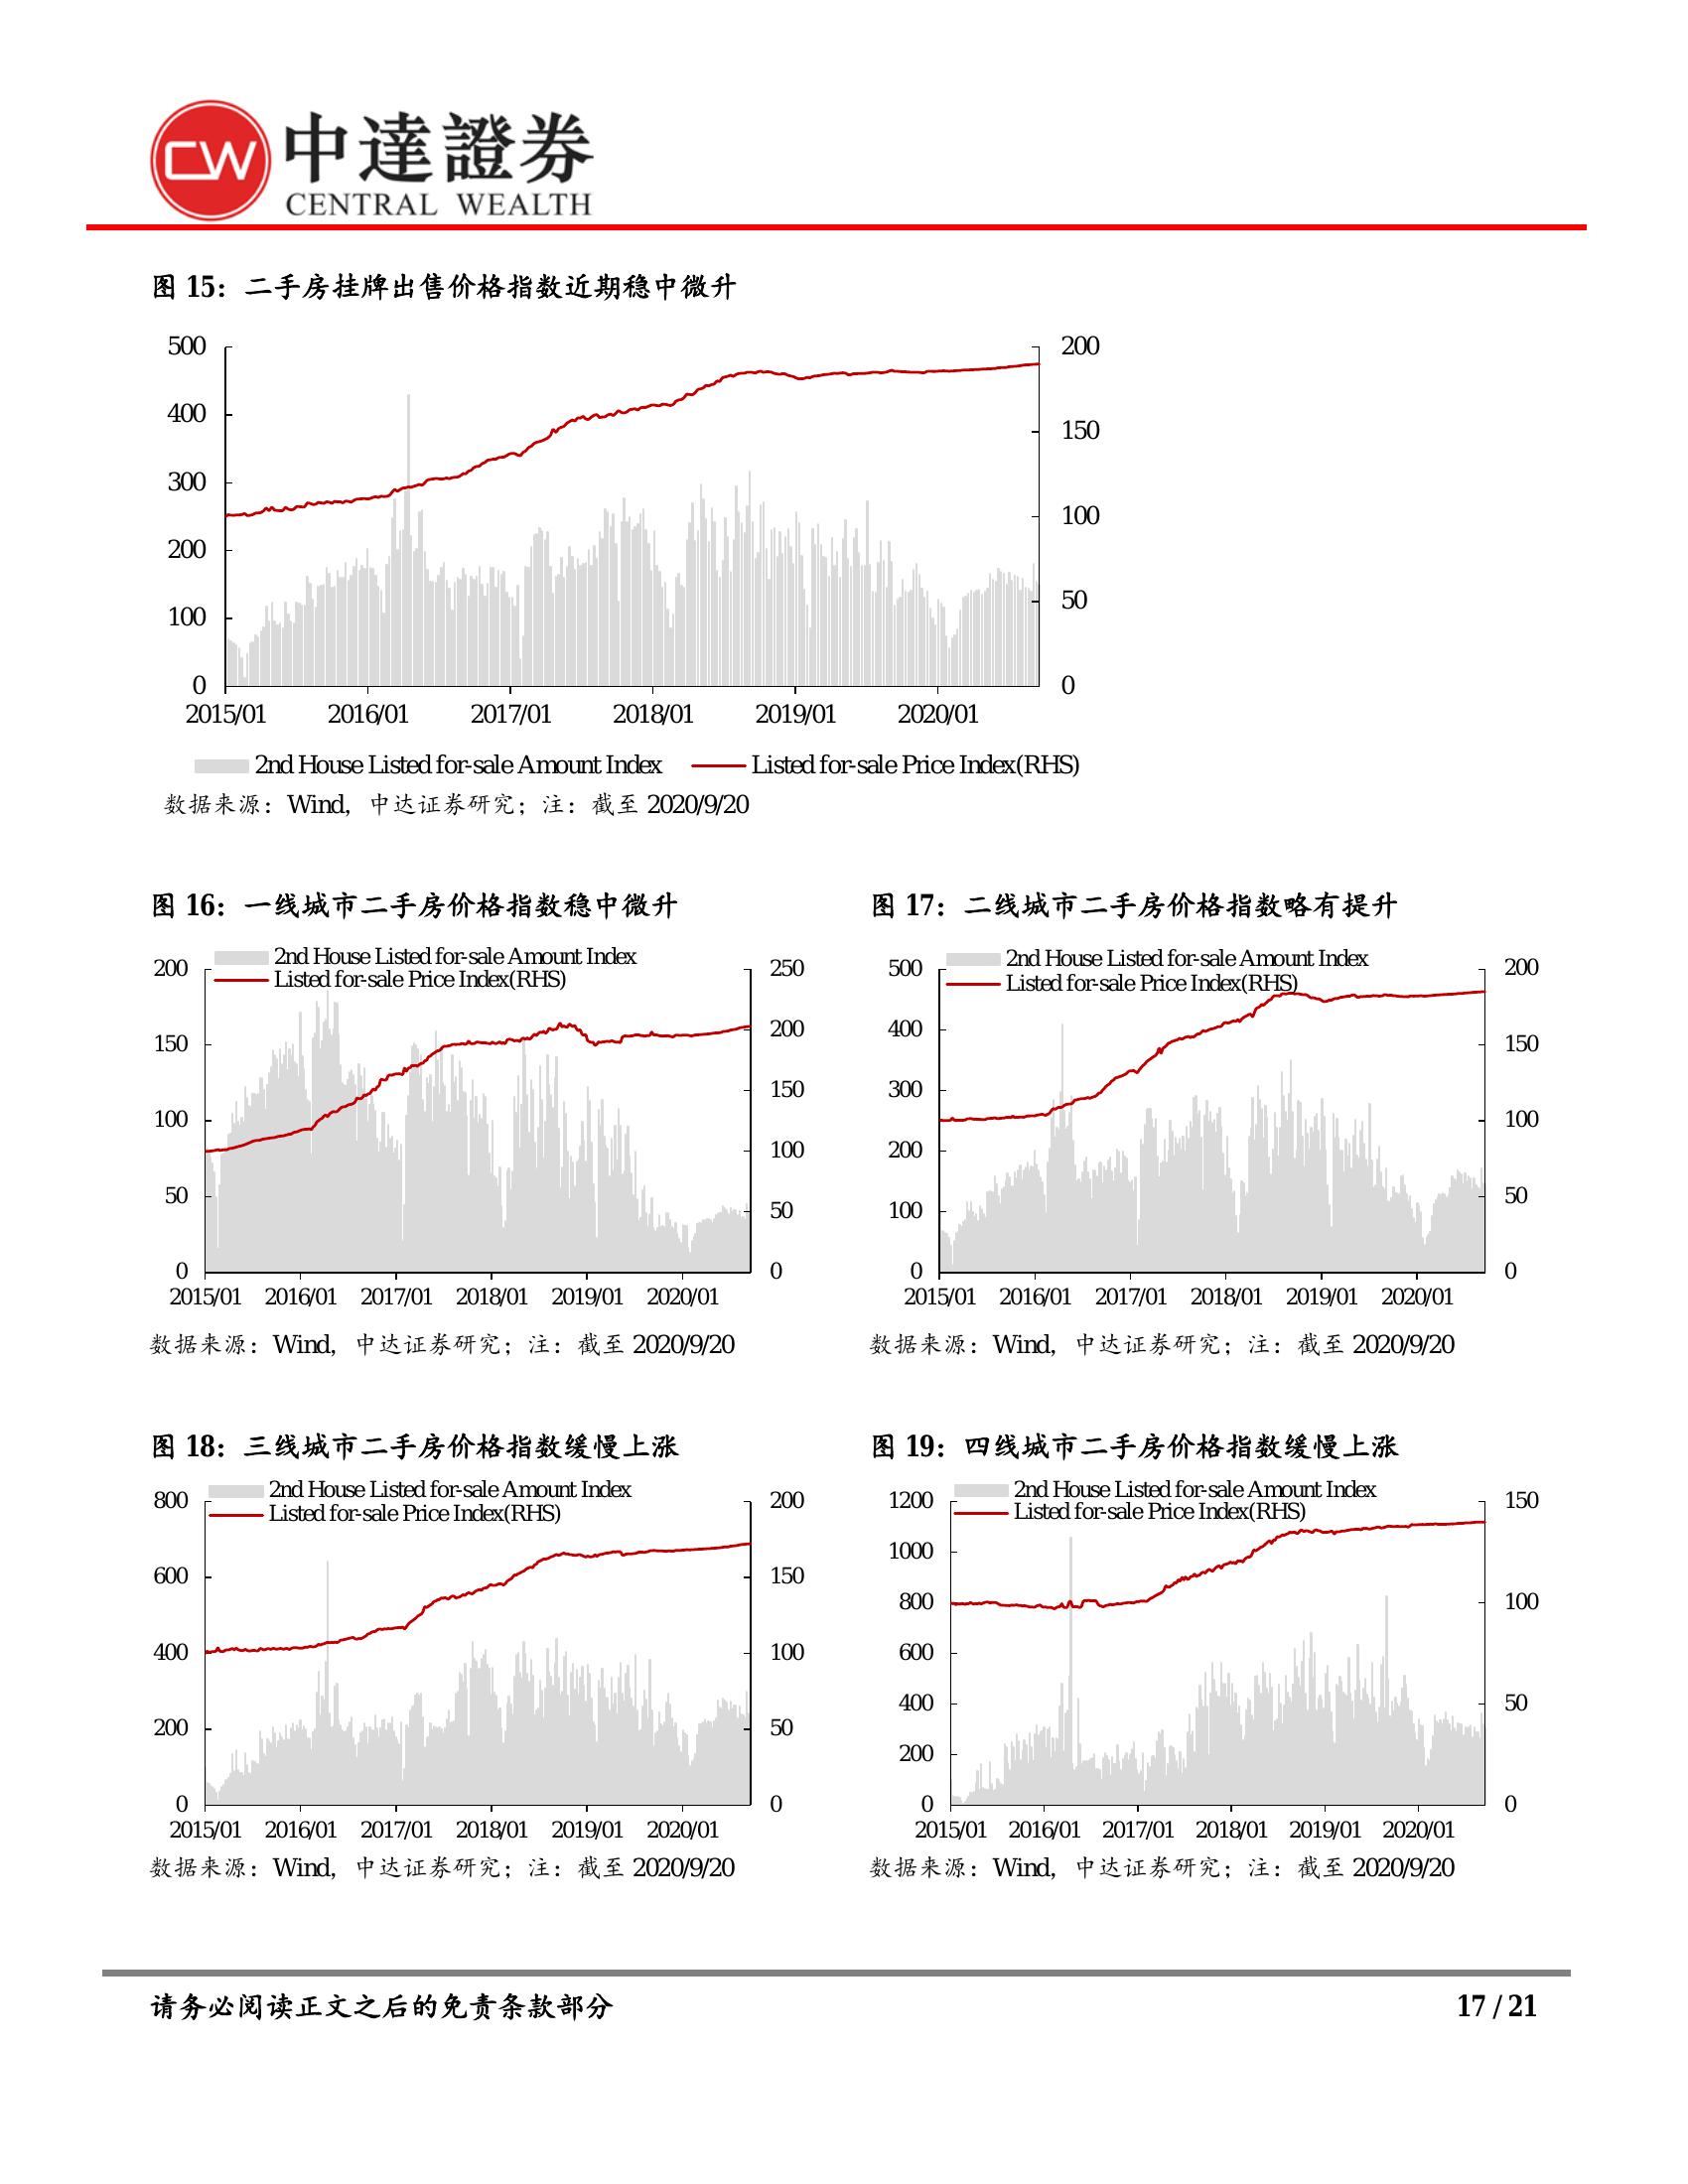 CW 中達證券
CENTRAL WEALTH
图 15：二手房挂牌出售价格指数近期稳中微升
500
400
300
200
100
0
200
150
100
50
0
2015/01 2016/01 2017/01 2018/01 2019/01 2020/01
2nd House Listed for-sale Amount Index Listed for-sale Price Index(RHS)
数据来源：Wind, 中达证券研究；注：截至 2020/9/20
图 16：一线城市二手房价格指数稳中微升
2nd House Listed for-sale Amount Index
Listed for-sale Price Index(RHS)
200
150
100
50
0
250
200
150
100
50
0
2015/01 2016/01 2017/01 2018/01 2019/01 2020/01
数据来源：Wind, 中达证券研究；注：截至 2020/9/20
图 17：二线城市二手房价格指数略有提升
2nd House Listed for-sale Amount Index
Listed for-sale Price Index(RHS)
500
400
300
200
100
0
200
150
100
50
0
2015/01 2016/01 2017/01 2018/01 2019/01 2020/01
数据来源：Wind, 中达证券研究；注：截至 2020/9/20
图 18：三线城市二手房价格指数缓慢上涨
2nd House Listed for-sale Amount Index
Listed for-sale Price Index(RHS)
800
600
400
200
0
200
150
100
50
0
2015/01 2016/01 2017/01 2018/01 2019/01 2020/01
数据来源：Wind, 中达证券研究；注：截至 2020/9/20
图 19：四线城市二手房价格指数缓慢上涨
2nd House Listed for-sale Amount Index
Listed for-sale Price Index(RHS)
1200
1000
800
600
400
200
0
150
100
50
0
2015/01 2016/01 2017/01 2018/01 2019/01 2020/01
数据来源：Wind, 中达证券研究；注：截至 2020/9/20
请务必阅读正文之后的免责条款部分
17 / 21